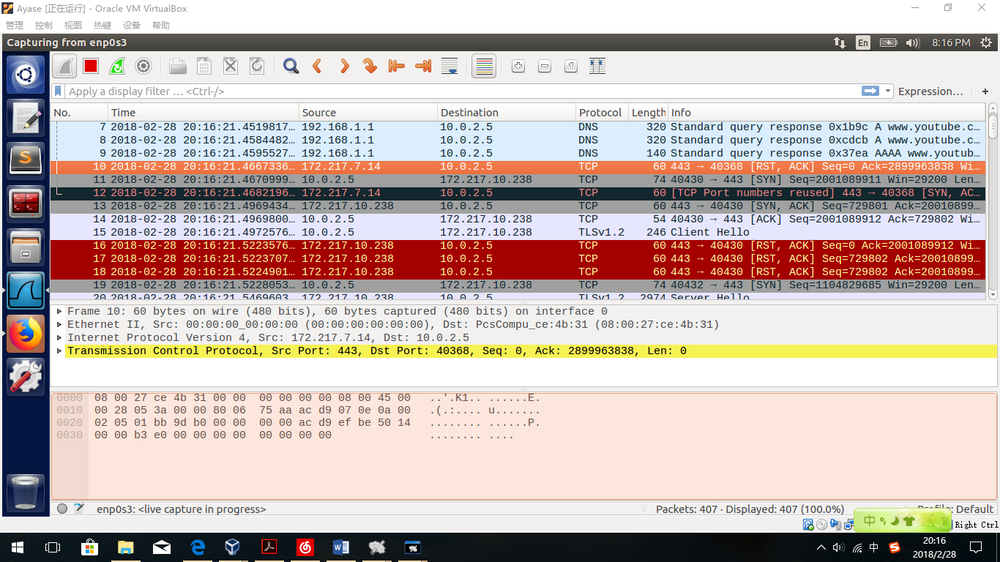 Ayase [正在运行] - Oracle VM VirtualBox
管理 控制 视图 热键 设备 帮助
Capturing from enp0s3 En 8:16 PM
Apply a display filter … <Ctrl-/> Expression… +
No. Time Source Destination Protocol Length Info
7 2018-02-28 20:16:21.4519817… 192.168.1.1 10.0.2.5 DNS 320 Standard query response 0x1b9c A www.youtube.c…
8 2018-02-28 20:16:21.4584482… 192.168.1.1 10.0.2.5 DNS 320 Standard query response 0xcdcb A www.youtube.c…
9 2018-02-28 20:16:21.4595527… 192.168.1.1 10.0.2.5 DNS 140 Standard query response 0x37ea AAAA www.youtub…
10 2018-02-28 20:16:21.4667336… 172.217.7.14 10.0.2.5 TCP 60 443 → 40368 [RST, ACK] Seq=0 Ack=2899963838 Wi…
11 2018-02-28 20:16:21.4670999… 10.0.2.5 172.217.10.238 TCP 74 40430 → 443 [SYN] Seq=2001089911 Win=29200 Len…
12 2018-02-28 20:16:21.4682196… 172.217.7.14 10.0.2.5 TCP 60 [TCP Port numbers reused] 443 → 40368 [SYN, AC…
13 2018-02-28 20:16:21.4969434… 172.217.10.238 10.0.2.5 TCP 60 443 → 40430 [SYN, ACK] Seq=729801 Ack=20010899…
14 2018-02-28 20:16:21.4969800… 10.0.2.5 172.217.10.238 TCP 54 40430 → 443 [ACK] Seq=2001089912 Ack=729802 Wi…
15 2018-02-28 20:16:21.4972576… 10.0.2.5 172.217.10.238 TLSv1.2 246 Client Hello
16 2018-02-28 20:16:21.5223576… 172.217.10.238 10.0.2.5 TCP 60 443 → 40430 [RST, ACK] Seq=0 Ack=2001089912 Wi…
17 2018-02-28 20:16:21.5223707… 172.217.10.238 10.0.2.5 TCP 60 443 → 40430 [RST, ACK] Seq=729802 Ack=20010899…
18 2018-02-28 20:16:21.5224901… 172.217.10.238 10.0.2.5 TCP 60 443 → 40430 [RST, ACK] Seq=729802 Ack=20010899…
19 2018-02-28 20:16:21.5228053… 10.0.2.5 172.217.10.238 TCP 74 40432 → 443 [SYN] Seq=1104829685 Win=29200 Len…
20 2018-02-28 20:16:21.5469603… 172.217.10.238 10.0.2.5 TLSv1.2 2974 Server Hello
Frame 10: 60 bytes on wire (480 bits), 60 bytes captured (480 bits) on interface 0
Ethernet II, Src: 00:00:00_00:00:00 (00:00:00:00:00:00), Dst: PcsCompu_ce:4b:31 (08:00:27:ce:4b:31)
Internet Protocol Version 4, Src: 172.217.7.14, Dst: 10.0.2.5
Transmission Control Protocol, Src Port: 443, Dst Port: 40368, Seq: 0, Ack: 2899963838, Len: 0
0000 08 00 27 ce 4b 31 00 00 00 00 00 00 08 00 45 00 ..'.K1.. ......E.
0010 00 28 05 3a 00 00 80 06 75 aa ac d9 07 0e 0a 00 .(.:.... u.......
0020 02 05 01 bb 9d b0 00 00 00 00 ac d9 ef be 50 14 ........ ......P.
0030 00 00 b3 e0 00 00 00 00 00 00 00 00 ........ ....
enp0s3: <live capture in progress> Packets: 407 · Displayed: 407 (100.0%) Profile: Default
中 Right Ctrl
中 20:16
2018/2/28